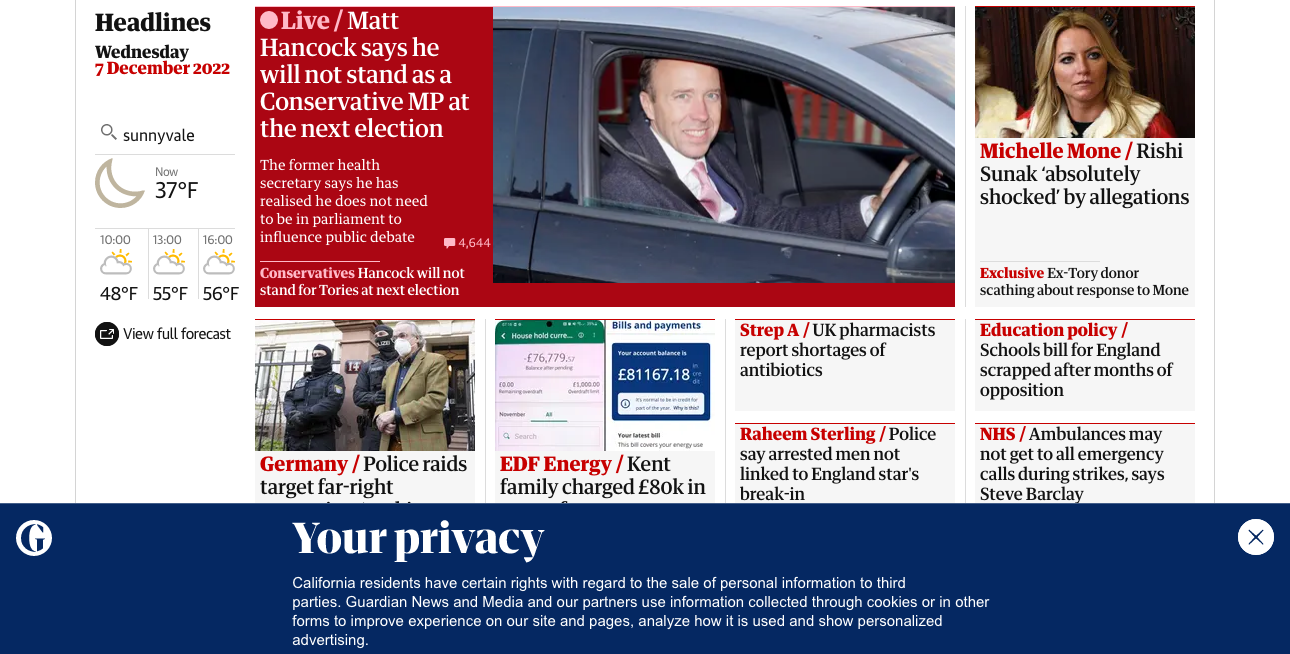 Headlines
Wednesday
7 December 2022
sunnyvale
Now
37°F
10:00
13:00
16:00
48°F
55°F
56°F
View full forecast
Live / Matt
Hancock says he
will not stand as a
Conservative MP at
the next election
The former health
secretary says he has
realised he does not need
to be in parliament to
influence public debate
4,644
Conservatives Hancock will not
stand for Tories at next election
Michelle Mone / Rishi
Sunak ‘absolutely
shocked’ by allegations
Exclusive Ex-Tory donor
scathing about response to Mone
Germany / Police raids
target far-right
House hold curre...
-£76,779.57
Balance after pending
£0.00
£1,000.00
Remaining overdraft
Overdraft limit
November
All
Search
Bills and payments
Your account balance is
£81167.18
in
cre
dit
It's normal to be in credit for
part of the year. Why is this?
Your latest bill
This bill covers your energy use
EDF Energy / Kent
family charged £80k in
Strep A / UK pharmacists
report shortages of
antibiotics
Raheem Sterling / Police
say arrested men not
linked to England star's
break-in
Education policy /
Schools bill for England
scrapped after months of
opposition
NHS / Ambulances may
not get to all emergency
calls during strikes, says
Steve Barclay
Your privacy
California residents have certain rights with regard to the sale of personal information to third
parties. Guardian News and Media and our partners use information collected through cookies or in other
forms to improve experience on our site and pages, analyze how it is used and show personalized
advertising.